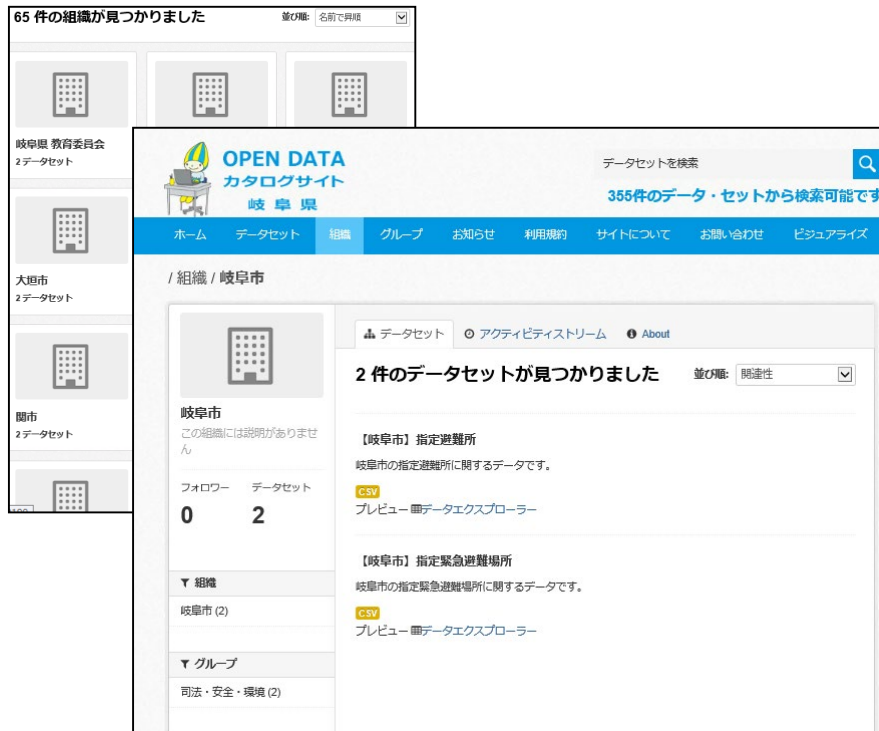 65 件の組織が見つかりました
並び順: 名前で昇順
岐阜県 教育委員会
2データセット
大垣市
2データセット
関市
2データセット
OPEN DATA
カタログサイト
岐阜県
データセットを検索
355件のデータ・セットから検索可能です
ホーム データセット 組織 グループ お知らせ 利用規約 サイトについて お問い合わせ ビジュアライズ
/ 組織 / 岐阜市
岐阜市
この組織には説明がありませ
ん
フォロワー データセット
0 2
▼ 組織
岐阜市 (2)
▼ グループ
司法・安全・環境 (2)
データセット アクティビティストリーム About
2 件のデータセットが見つかりました
並び順: 関連性
【岐阜市】指定避難所
岐阜市の指定避難所に関するデータです。
CSV
プレビュー データエクスプローラー
【岐阜市】指定緊急避難場所
岐阜市の指定緊急避難場所に関するデータです。
CSV
プレビュー データエクスプローラー